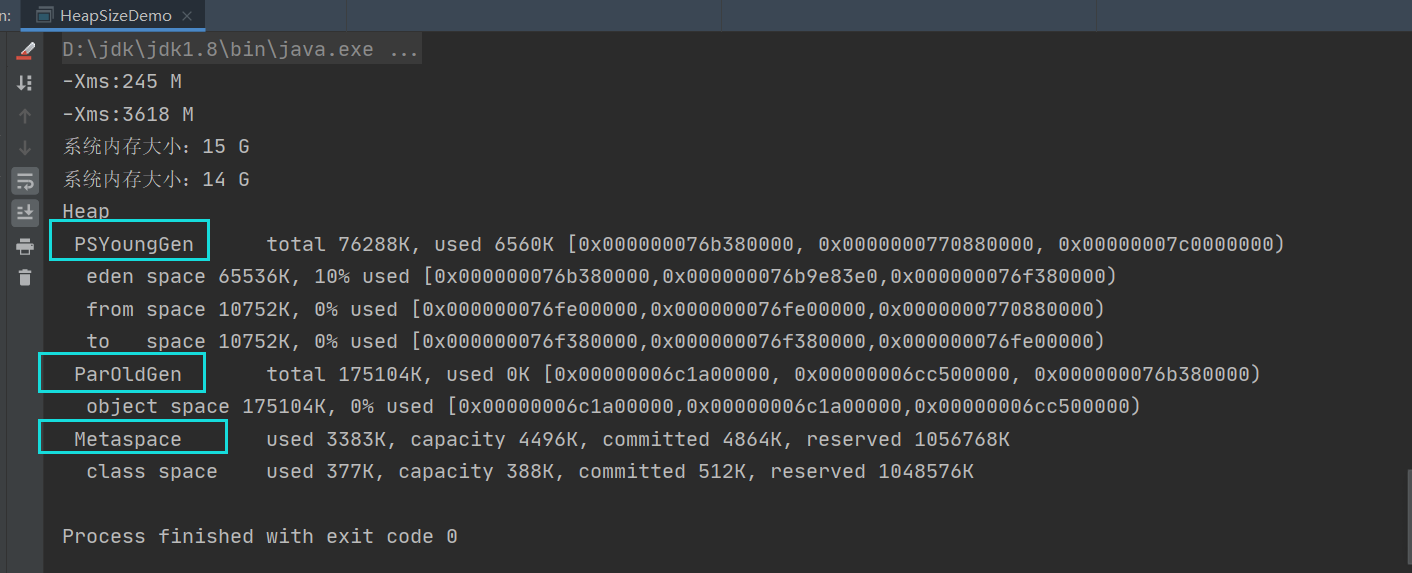 n:
HeapSizeDemo ×
D:\jdk\jdk1.8\bin\java.exe ...
-Xms:245 M
-Xms:3618 M
系统内存大小：15 G
系统内存大小：14 G
Heap
PSYoungGen      total 76288K, used 6560K [0x000000076b380000, 0x0000000770880000, 0x00000007c0000000)
eden space 65536K, 10% used [0x000000076b380000,0x000000076b9e83e0,0x000000076f380000)
from space 10752K, 0% used [0x000000076fe00000,0x000000076fe00000,0x0000000770880000)
to   space 10752K, 0% used [0x000000076f380000,0x000000076f380000,0x000000076fe00000)
ParOldGen       total 175104K, used 0K [0x00000006c1a00000, 0x00000006cc500000, 0x000000076b380000)
object space 175104K, 0% used [0x00000006c1a00000,0x00000006c1a00000,0x00000006cc500000)
Metaspace       used 3383K, capacity 4496K, committed 4864K, reserved 1056768K
class space    used 377K, capacity 388K, committed 512K, reserved 1048576K
Process finished with exit code 0